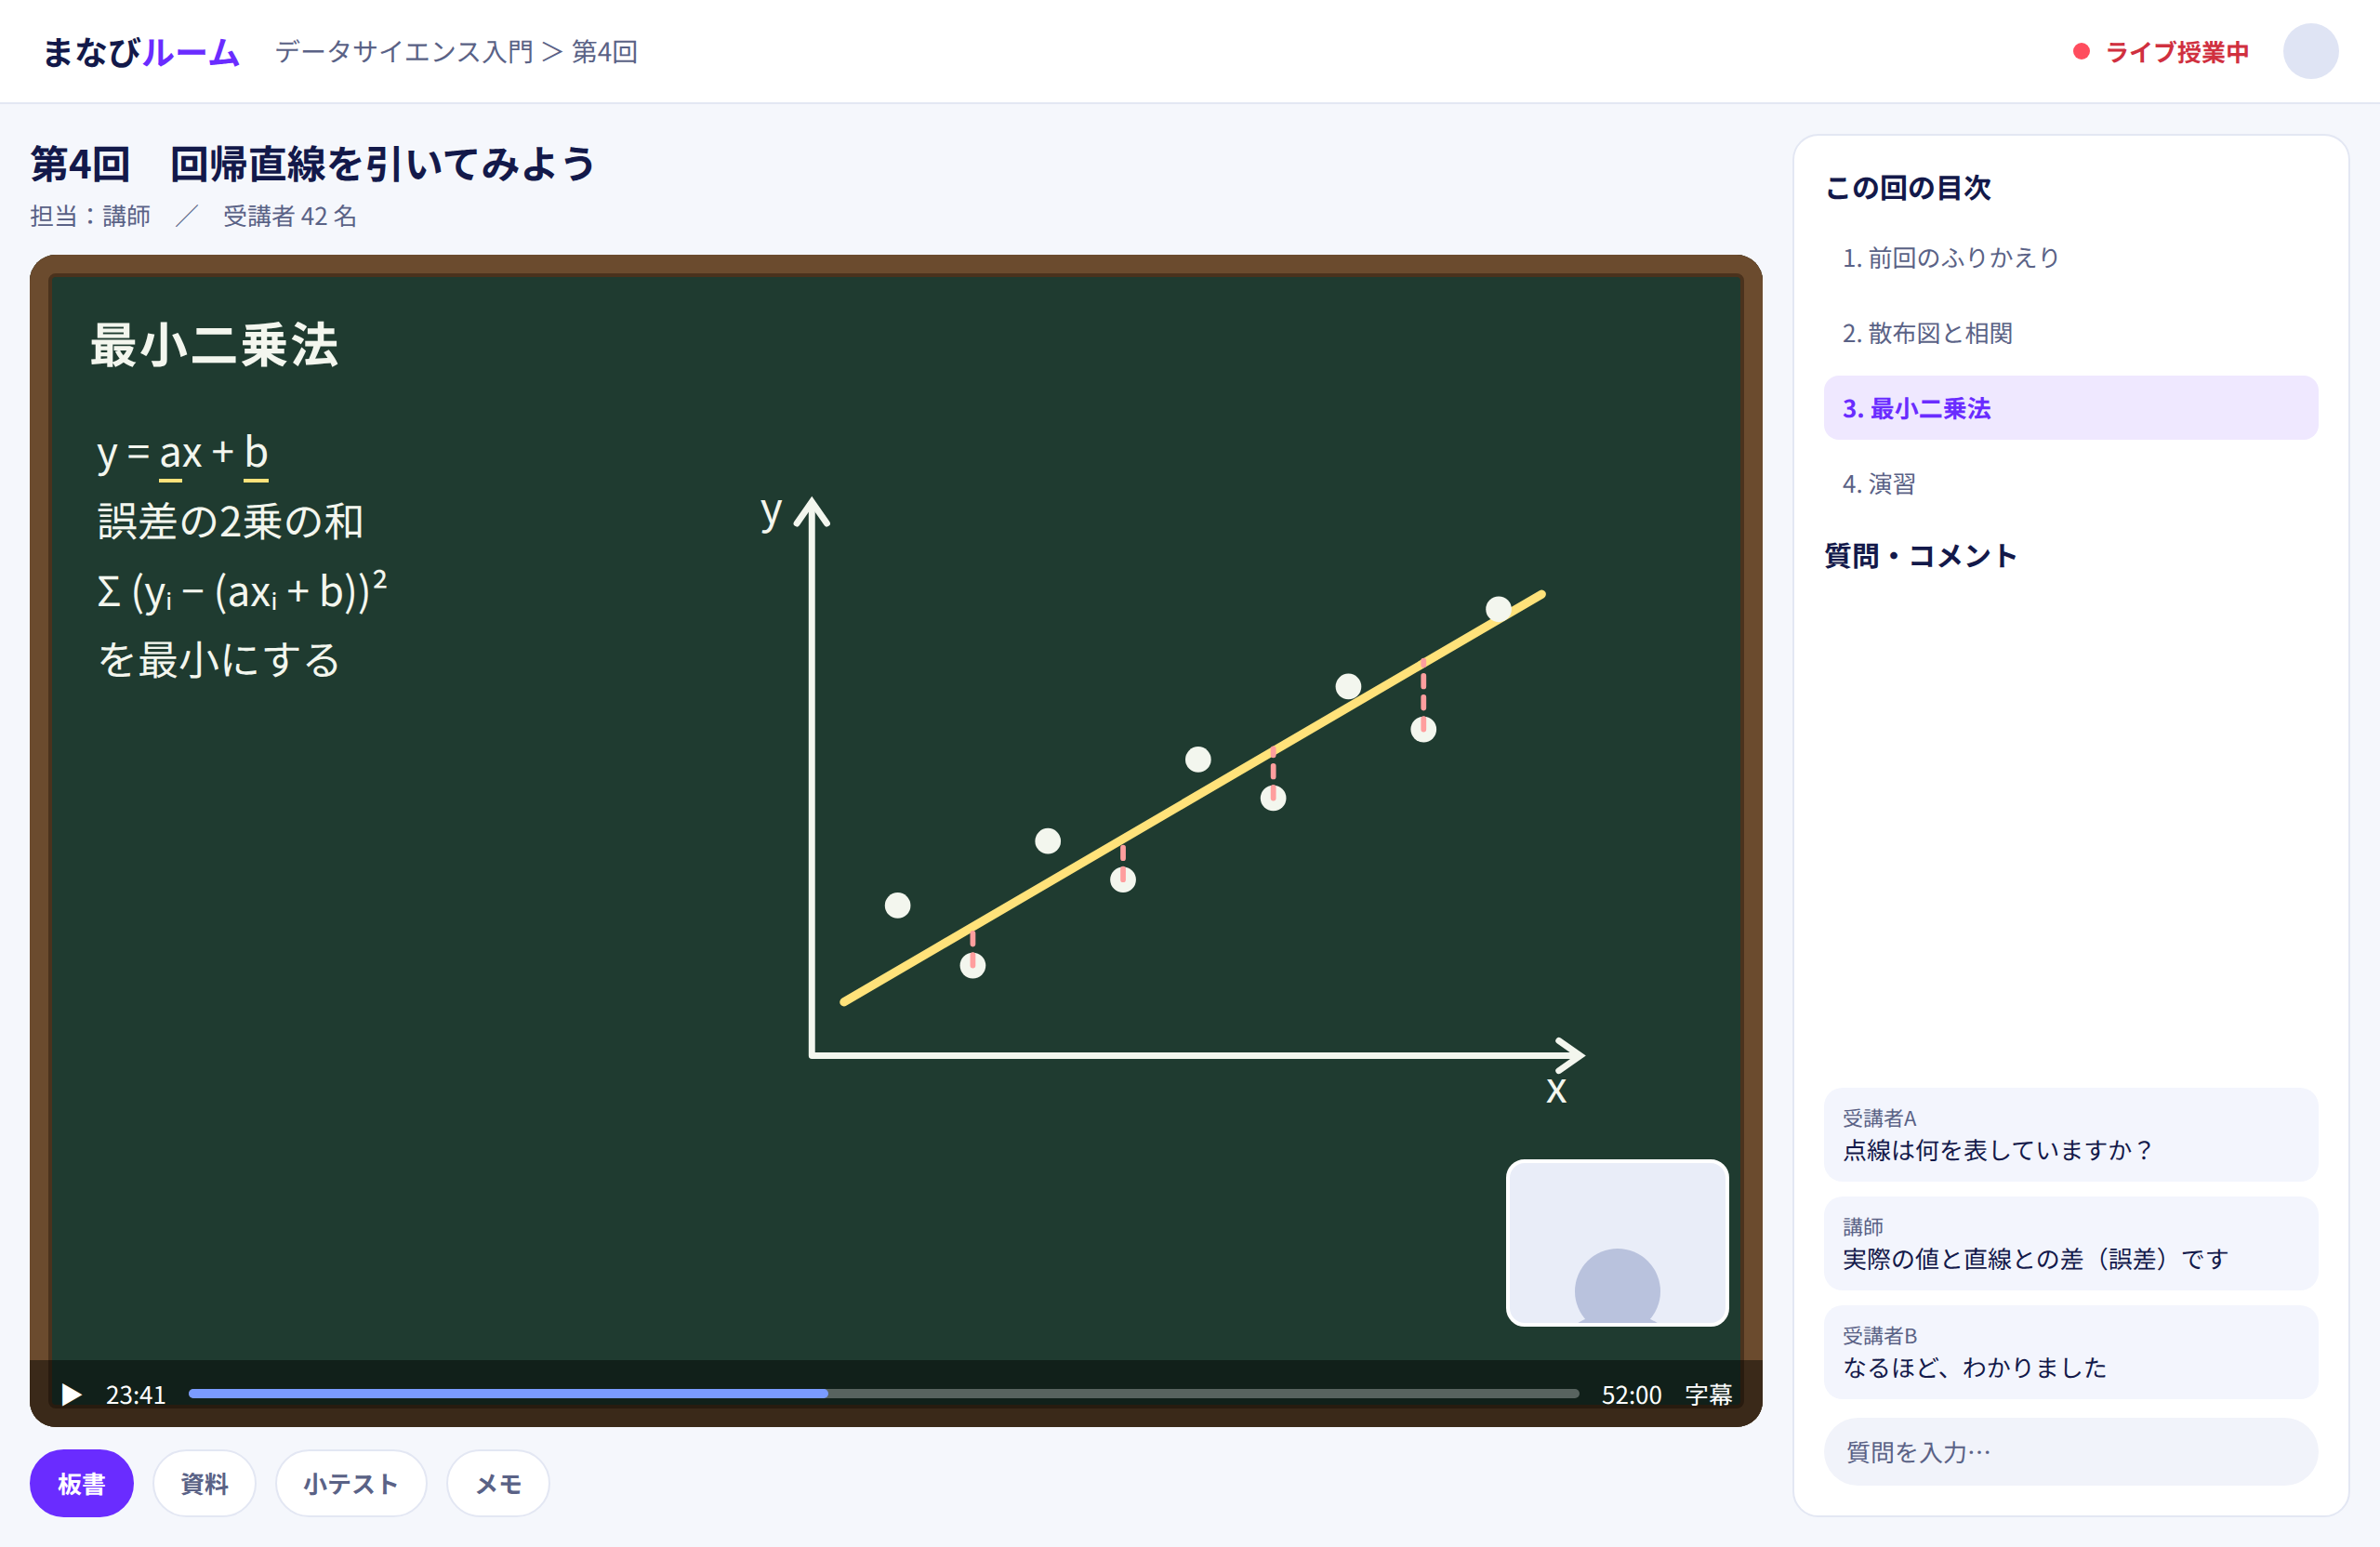 まなびルーム
データサイエンス入門 ＞ 第4回
ライブ授業中
第4回　回帰直線を引いてみよう
担当：講師　／　受講者 42 名
最小二乗法
y = ax + b
誤差の2乗の和
Σ (yᵢ − (axᵢ + b))²
を最小にする
y
x
▶ 23:41
52:00 字幕
板書
資料
小テスト
メモ
この回の目次
1. 前回のふりかえり
2. 散布図と相関
3. 最小二乗法
4. 演習
質問・コメント
受講者A
点線は何を表していますか？
講師
実際の値と直線との差（誤差）です
受講者B
なるほど、わかりました
質問を入力…